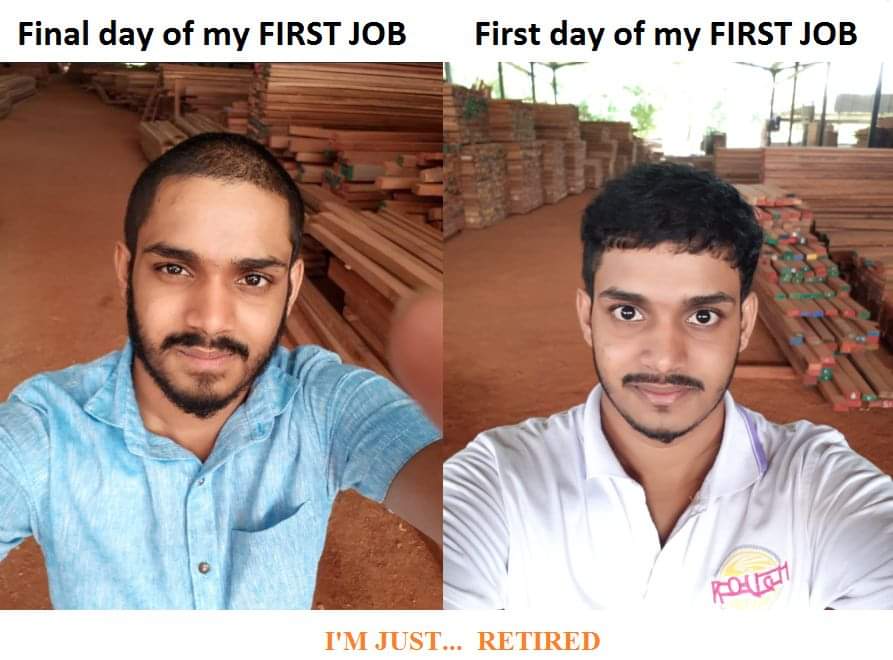 Final day of my FIRST JOB
First day of my FIRST JOB
I'M JUST... RETIRED